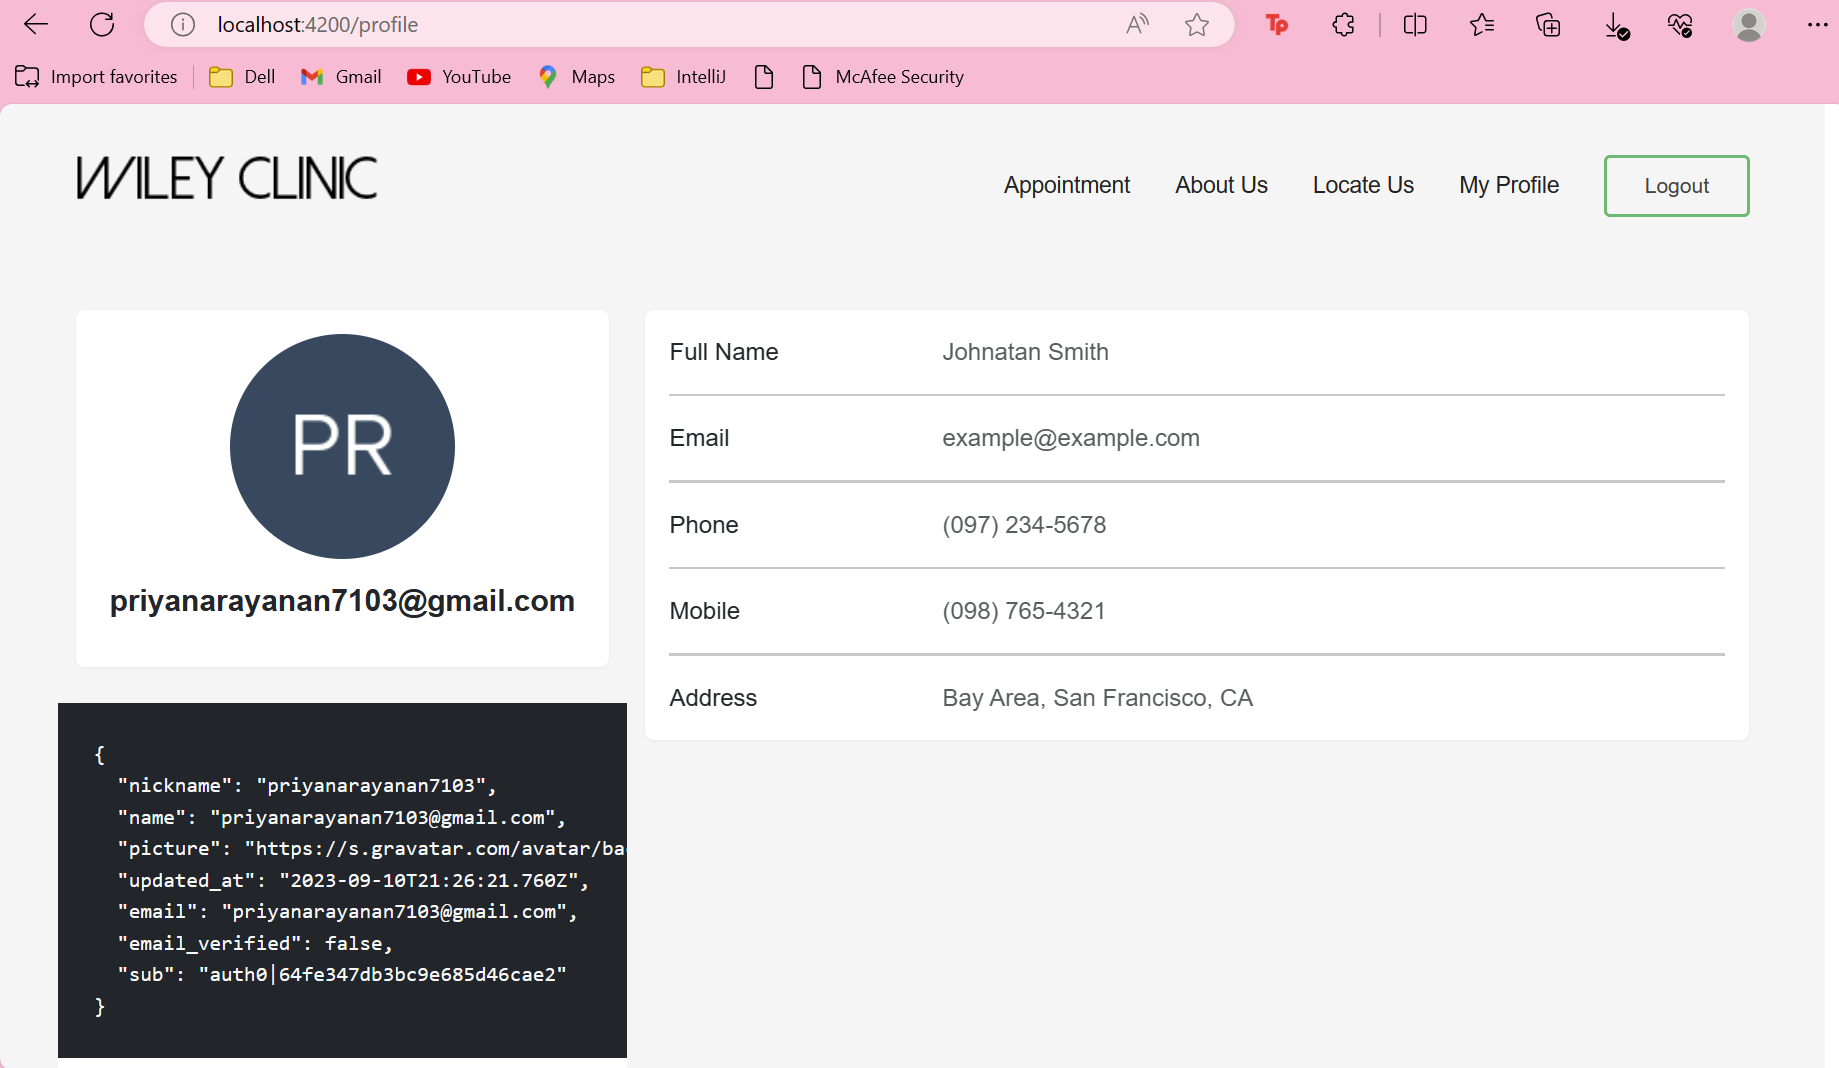 localhost:4200/profile
Import favorites Dell Gmail YouTube Maps IntelliJ McAfee Security
WILEY CLINIC
Appointment About Us Locate Us My Profile Logout
PR
priyanarayanan7103@gmail.com
Full Name Johnatan Smith
Email example@example.com
Phone (097) 234-5678
Mobile (098) 765-4321
Address Bay Area, San Francisco, CA
{
"nickname": "priyanarayanan7103",
"name": "priyanarayanan7103@gmail.com",
"picture": "https://s.gravatar.com/avatar/ba
"updated_at": "2023-09-10T21:26:21.760Z",
"email": "priyanarayanan7103@gmail.com",
"email_verified": false,
"sub": "auth0|64fe347db3bc9e685d46cae2"
}